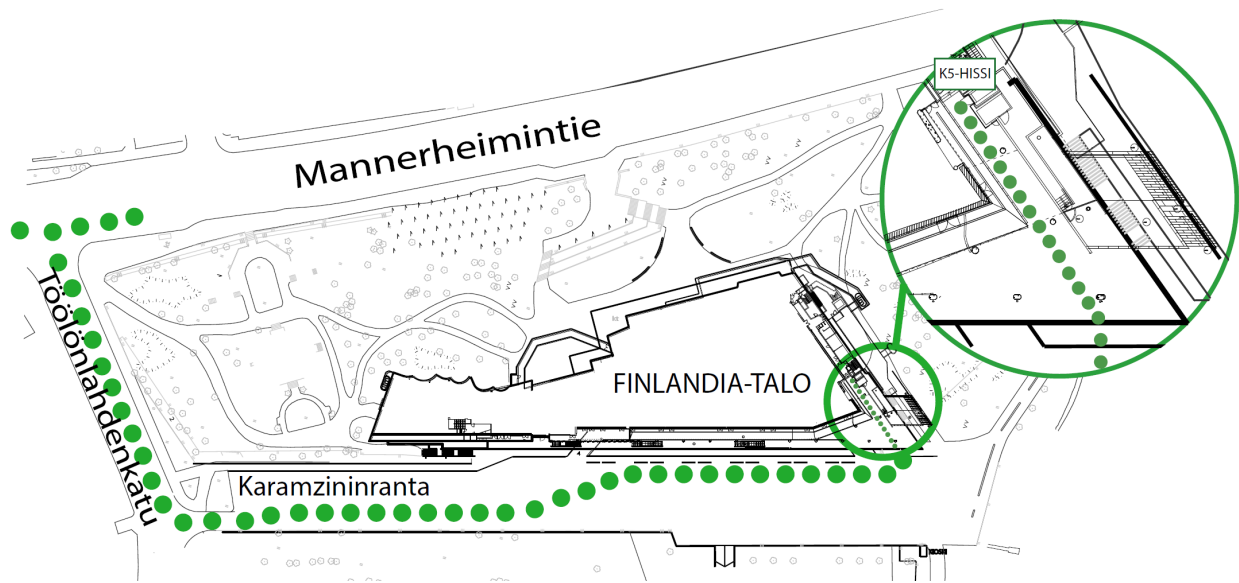 K5-HISSI
Mannerheimintie
Töölönlahdenkatu
FINLANDIA-TALO
Karamzininranta